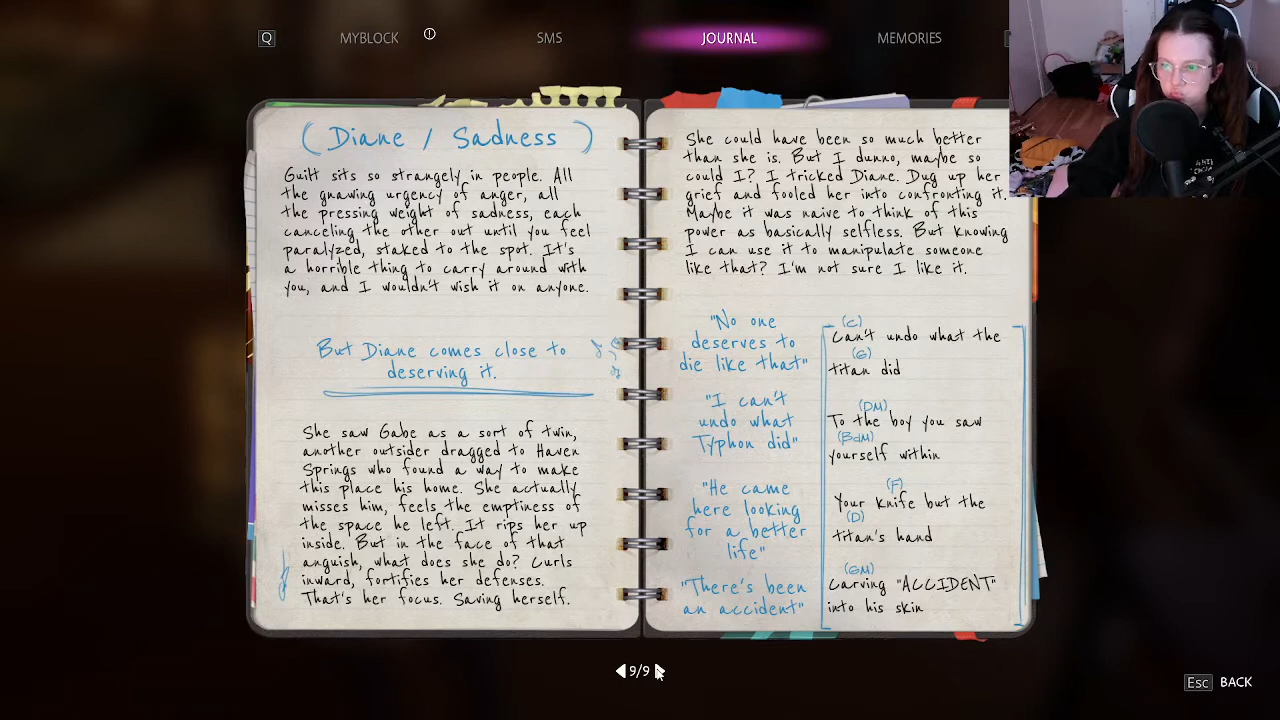 Q
MYBLOCK
SMS
JOURNAL
MEMORIES
( Diane / Sadness )
Guilt sits so strangely in people. All
the gnawing urgency of anger, all
the pressing weight of sadness, each
canceling the other out until you feel
paralyzed, staked to the spot. It's
a horrible thing to carry around with
you, and I wouldn't wish it on anyone.
But Diane comes close to
deserving it.
She saw Gabe as a sort of twin,
another outsider dragged to Haven
Springs who found a way to make
this place his home. She actually
misses him, feels the emptiness of
the space he left. It rips her up
inside. But in the face of that
anguish, what does she do? Curls
inward, fortifies her defenses.
That's her focus. Saving herself.
She could have been so much better
than she is. But I dunno, maybe so
could I? I tricked Diane. Dug up her
grief and fooled her into confronting it.
Maybe it was naive to think of this
power as basically selfless. But knowing
I can use it to manipulate someone
like that? I'm not sure I like it.
"No one
deserves to
die like that"
"I can't
undo what
Typhon did"
"He came
here looking
for a better
life"
"There's been
an accident"
(C)
Can't undo what the
(G)
titan did
(DM)
To the boy you saw
(BbM)
yourself within
(F)
Your knife but the
(D)
titan's hand
(GM)
Carving "ACCIDENT"
into his skin
9/9
Esc BACK